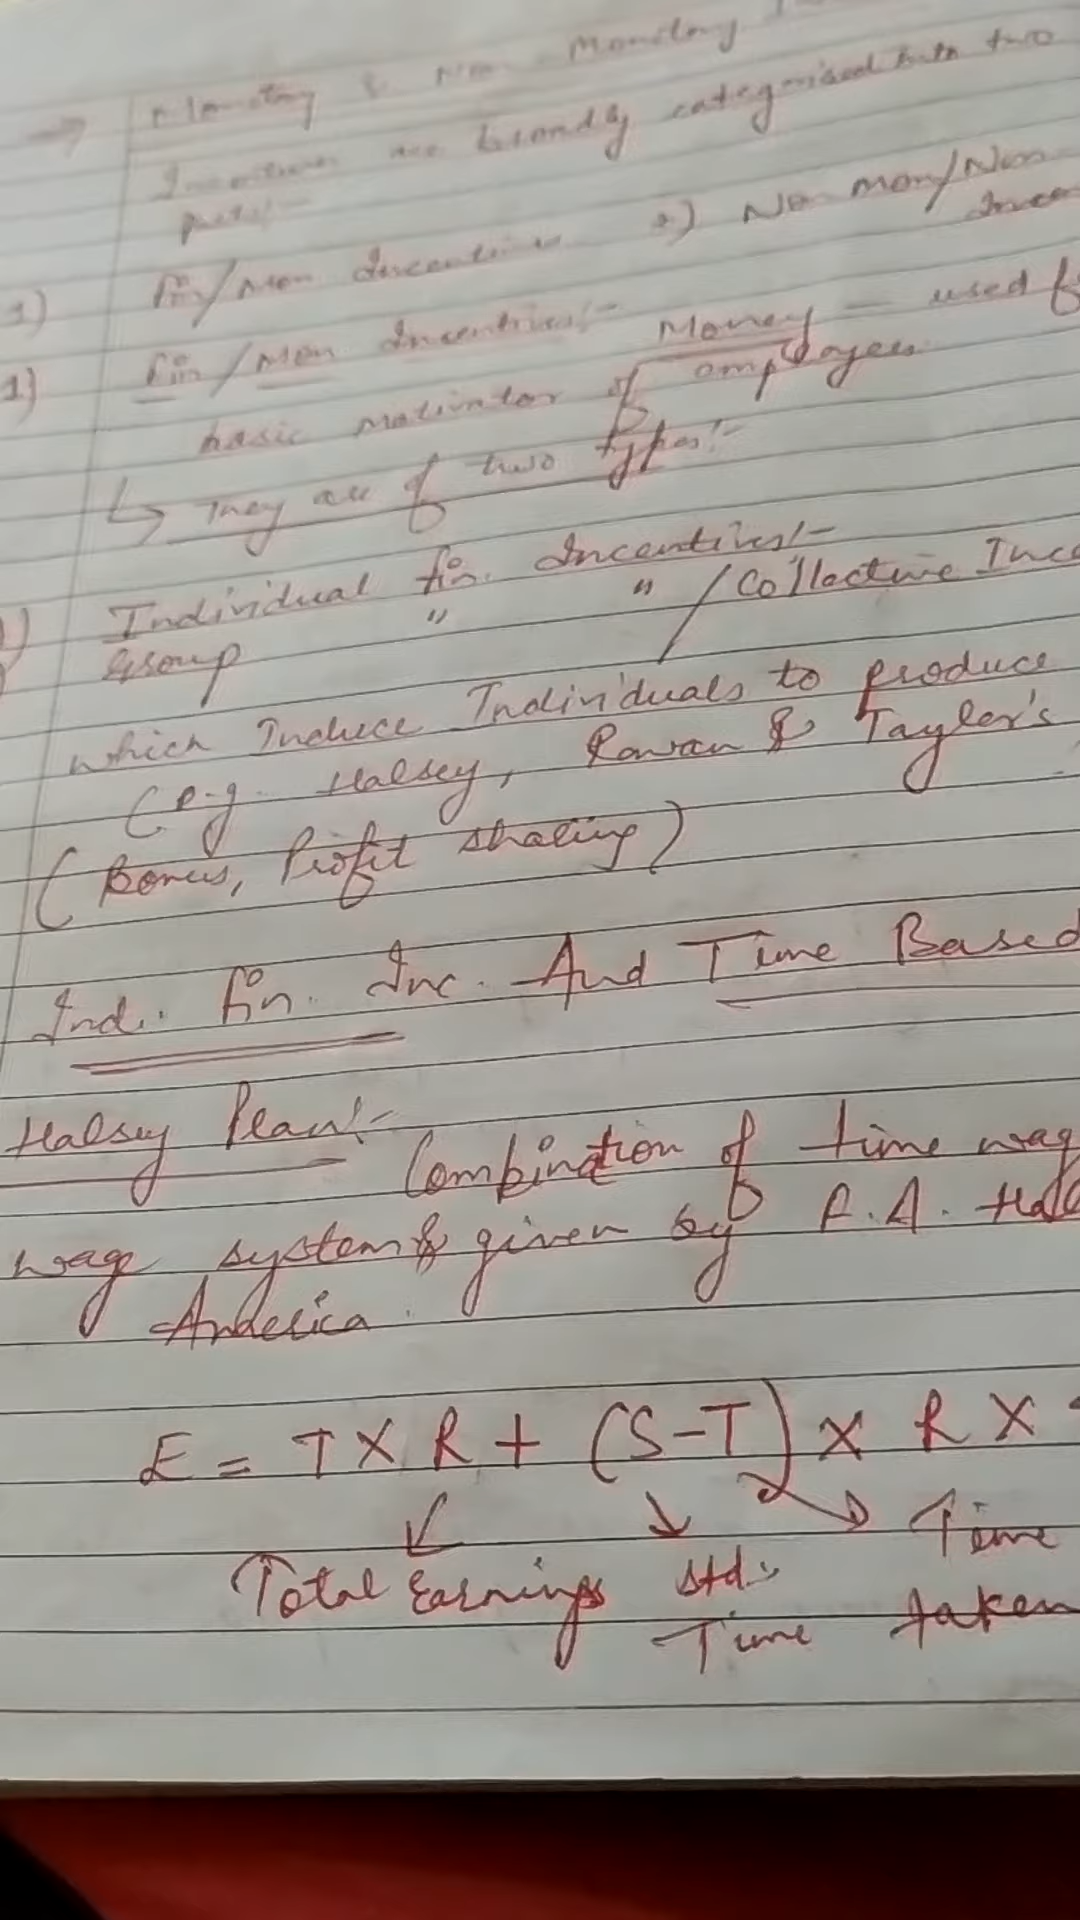 → Monetary & Non Monetary
Incentives are broadly categorised into two
parts:-
1) fin/Mon Incentives 2) Non mon/Non
Incen
1) fin/Mon Incentives:- Money - used f
basic motivator of employees
↳ They are of two types:-
Individual fin. Incentives:-
Group " " /Collective Ince
which Induce Individuals to produce
(e.g. Halsey, Rowan & Taylor's
(Bonus, Profit sharing)
Ind. fin. Inc. And Time Based
Halsey Plan:-
Combination of time wag
wage system & given by F.A. Hals
America.
E = T X R + (S-T) X R X
Total Earnings
Std. Time
Time taken